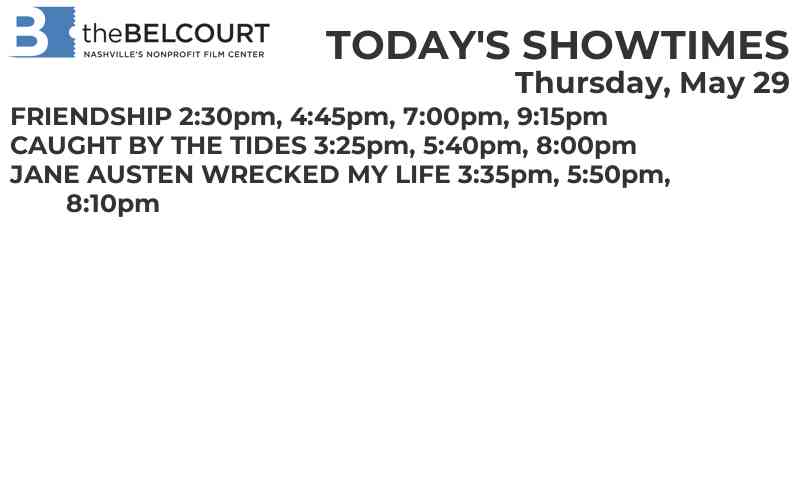 B theBELCOURT
NASHVILLE'S NONPROFIT FILM CENTER
TODAY'S SHOWTIMES
Thursday, May 29
FRIENDSHIP 2:30pm, 4:45pm, 7:00pm, 9:15pm
CAUGHT BY THE TIDES 3:25pm, 5:40pm, 8:00pm
JANE AUSTEN WRECKED MY LIFE 3:35pm, 5:50pm,
8:10pm